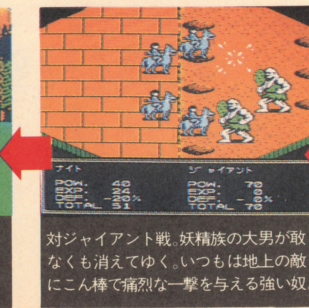 ナイト
POW. 40
EXP. 24
DEF. -20%
TOTAL 51
ジャイアント
POW. 70
EXP. 0
DEF. - 0%
TOTAL 70
対ジャイアント戦。妖精族の大男が敢
なくも消えてゆく。いつもは地上の敵
にこん棒で痛烈な一撃を与える強い奴